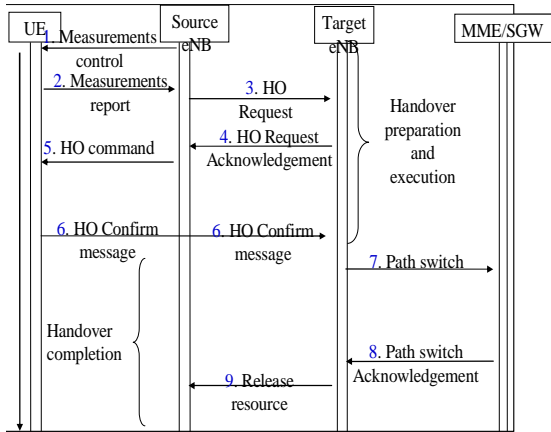 UE
Source
eNB
Target
eNB
MME/SGW
1. Measurements
control
2. Measurements
report
3. HO
Request
4. HO Request
Acknowledgement
5. HO command
Handover
preparation
and
execution
6. HO Confirm
message
6. HO Confirm
message
7. Path switch
Handover
completion
8. Path switch
Acknowledgement
9. Release
resource